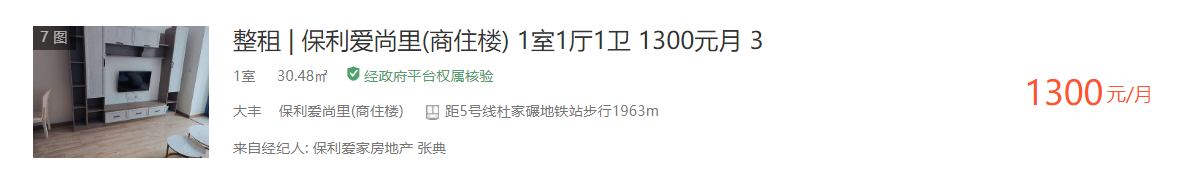 7 图
整租 | 保利爱尚里(商住楼) 1室1厅1卫 1300元月 3
1室 30.48㎡ 经政府平台权属核验
1300 元/月
大丰 保利爱尚里(商住楼) 距5号线杜家碾地铁站步行1963m
来自经纪人: 保利爱家房地产 张典